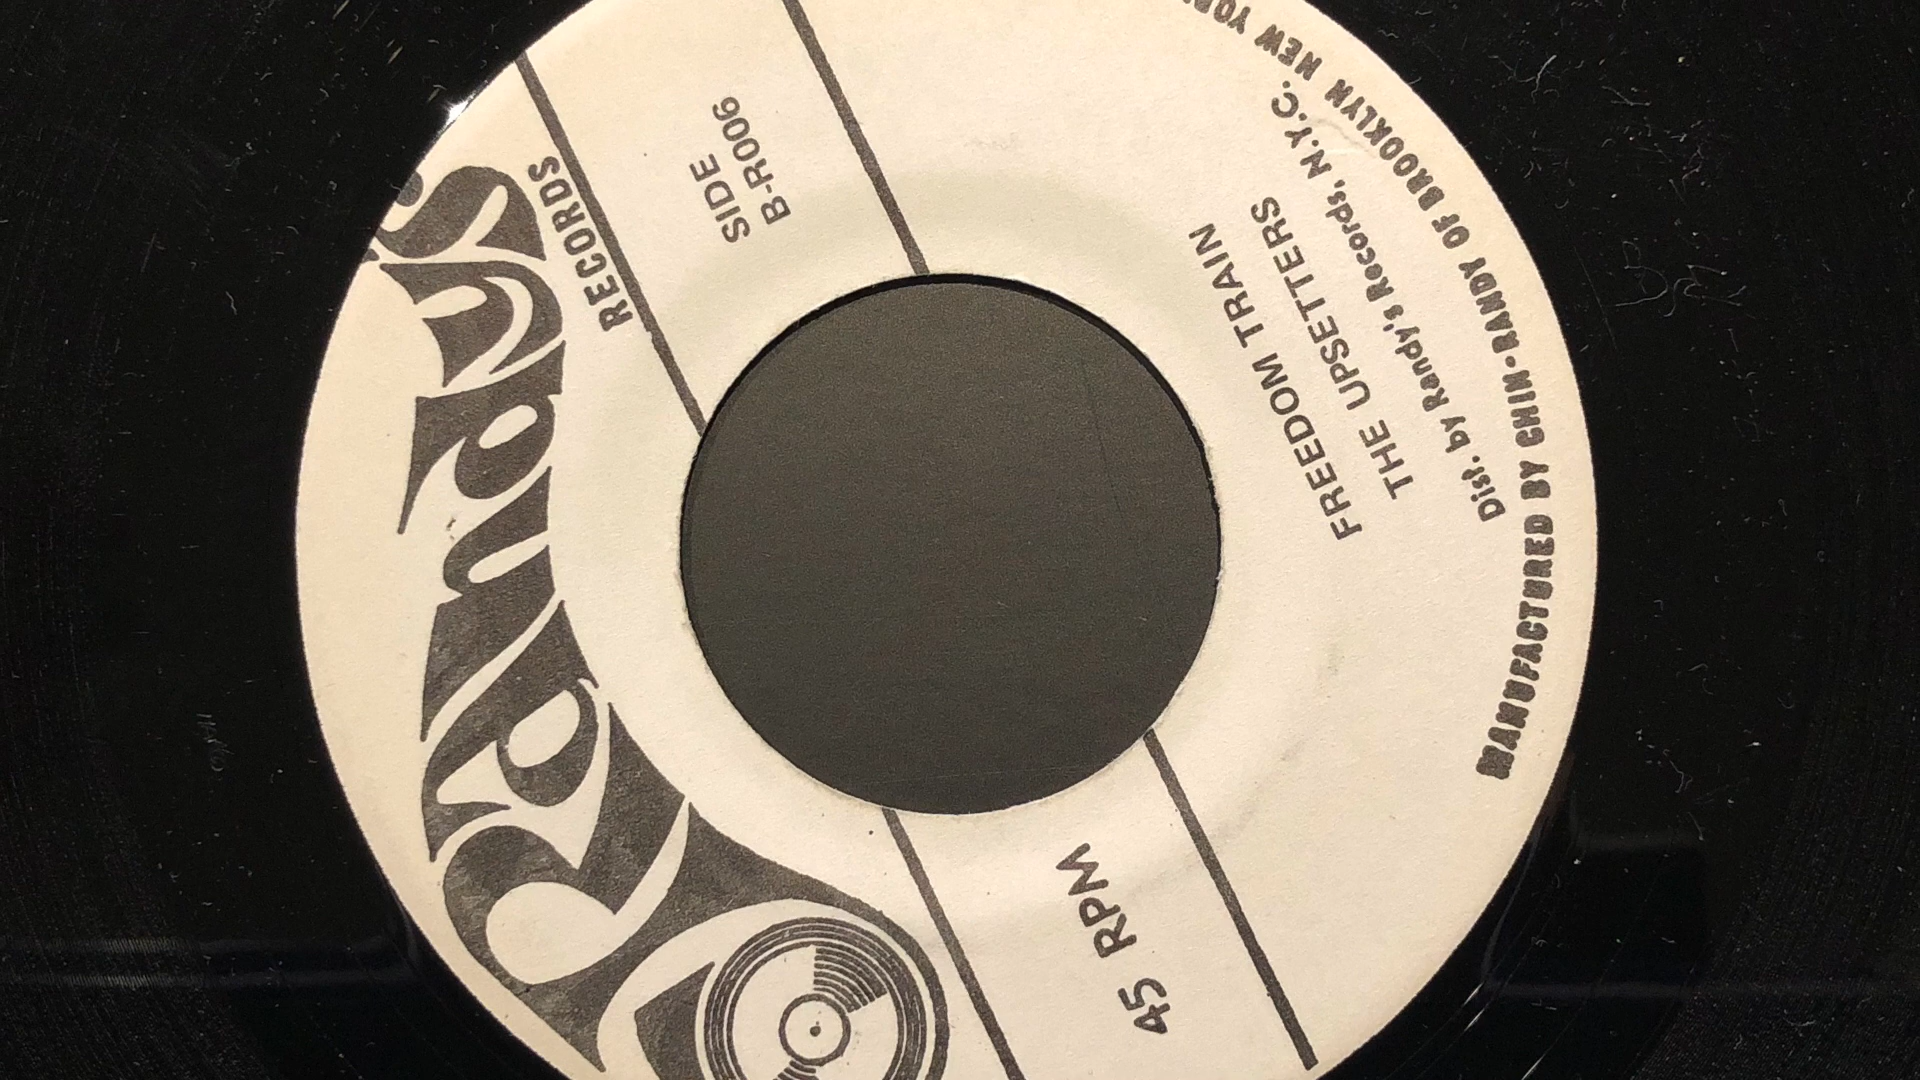 Randy's
RECORDS
SIDE
B-R006
45 RPM
FREEDOM TRAIN
THE UPSETTERS
Dist. by Randy's Records, N.Y.C.
MANUFACTURED BY CHIN-RANDY OF BROOKLYN NEW